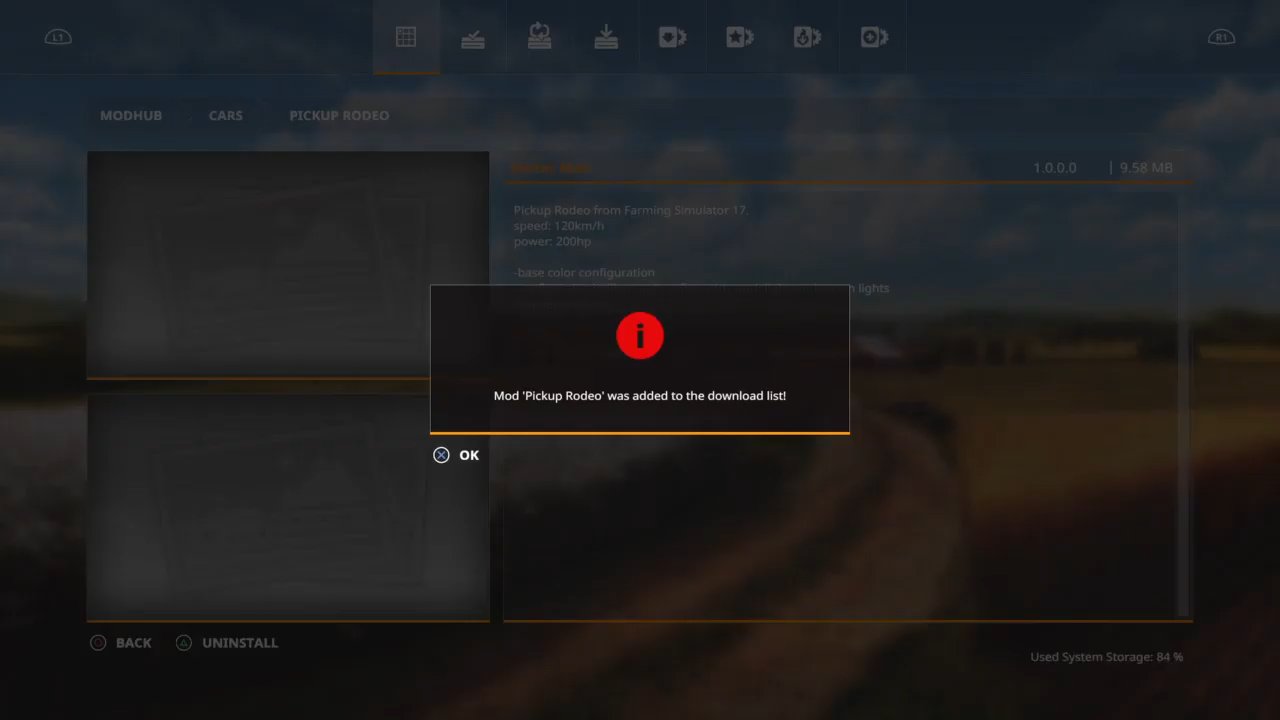 L1
R1
MODHUB
CARS
PICKUP RODEO
1.0.0.0 | 9.58 MB
Pickup Rodeo from Farming Simulator 17.
speed: 120km/h
power: 200hp
-base color configuration
lights
i
Mod 'Pickup Rodeo' was added to the download list!
OK
BACK
UNINSTALL
Used System Storage: 84 %